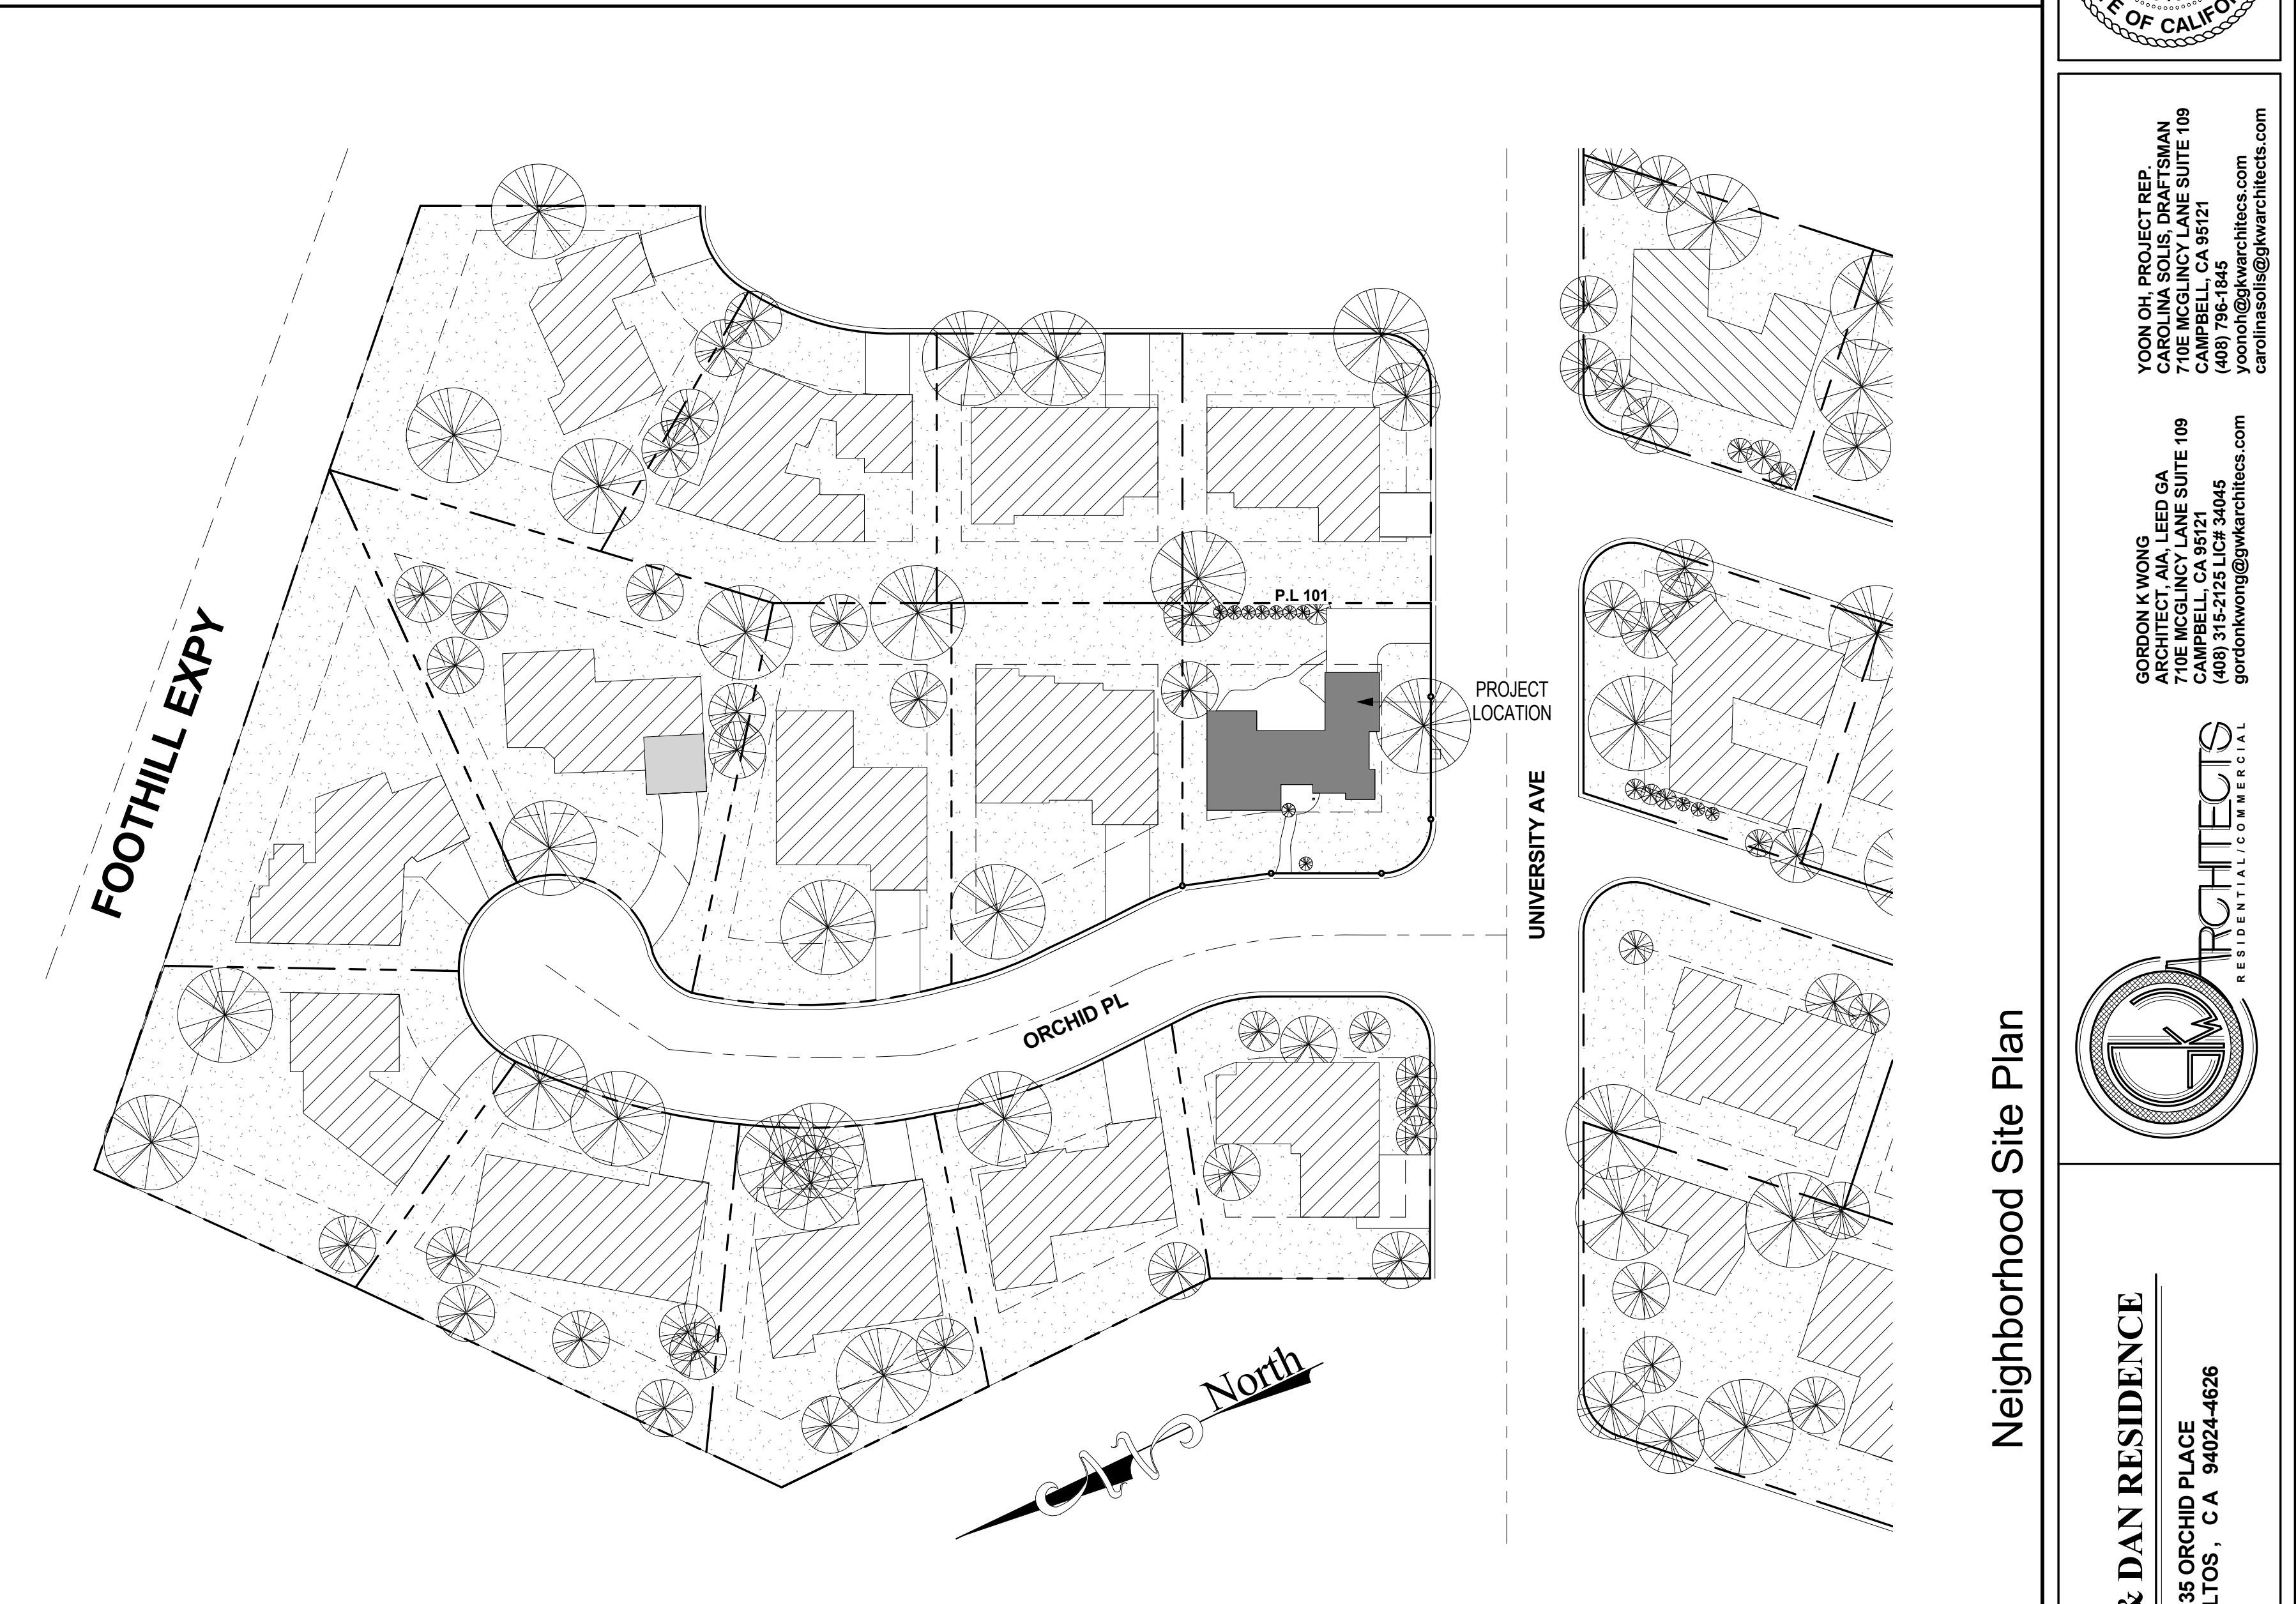 FOOTHILL EXPY
P.L 101
PROJECT
LOCATION
UNIVERSITY AVE
ORCHID PL
North
Neighborhood Site Plan
OF CALIFO
YOON OH, PROJECT REP.
CAROLINA SOLIS, DRAFTSMAN
710E MCGLINCY LANE SUITE 109
CAMPBELL, CA 95121
(408) 796-1845
yoonoh@gkwarchitecs.com
carolinasolis@gkwarchitects.com
GORDON K WONG
ARCHITECT, AIA, LEED GA
710E MCGLINCY LANE SUITE 109
CAMPBELL, CA 95121
(408) 315-2125 LIC# 34045
gordonkwong@gwkarchitecs.com
GKW
ARCHITECTS
RESIDENTIAL/COMMERCIAL
& DAN RESIDENCE
35 ORCHID PLACE
LTOS , C A 94024-4626